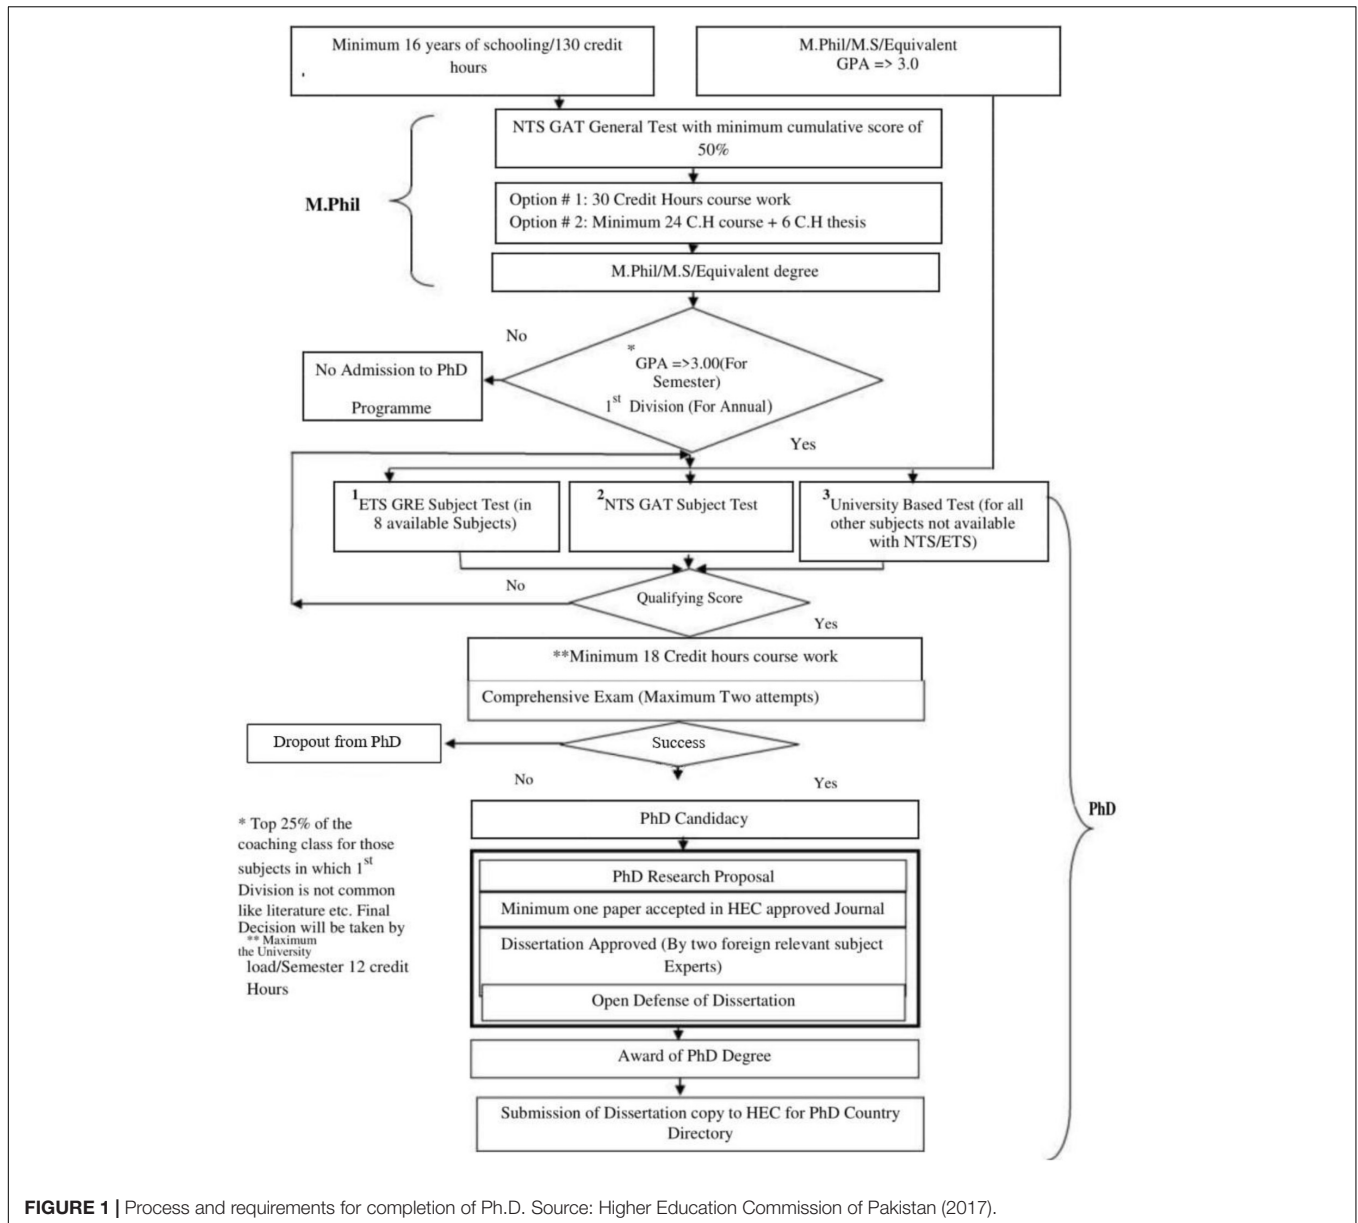 Minimum 16 years of schooling/130 credit
hours
M.Phil/M.S/Equivalent
GPA => 3.0
NTS GAT General Test with minimum cumulative score of
50%
M.Phil
Option # 1: 30 Credit Hours course work
Option # 2: Minimum 24 C.H course + 6 C.H thesis
M.Phil/M.S/Equivalent degree
No
*
GPA =>3.00(For
Semester)
1st Division (For Annual)
No Admission to PhD
Programme
Yes
1ETS GRE Subject Test (in
8 available Subjects)
2NTS GAT Subject Test
3University Based Test (for all
other subjects not available
with NTS/ETS)
No
Qualifying Score
Yes
**Minimum 18 Credit hours course work
Comprehensive Exam (Maximum Two attempts)
Dropout from PhD
Success
No
Yes
PhD
PhD Candidacy
* Top 25% of the
coaching class for those
subjects in which 1st
Division is not common
like literature etc. Final
Decision will be taken by
** Maximum
the University
load/Semester 12 credit
Hours
PhD Research Proposal
Minimum one paper accepted in HEC approved Journal
Dissertation Approved (By two foreign relevant subject
Experts)
Open Defense of Dissertation
Award of PhD Degree
Submission of Dissertation copy to HEC for PhD Country
Directory
FIGURE 1 | Process and requirements for completion of Ph.D. Source: Higher Education Commission of Pakistan (2017).